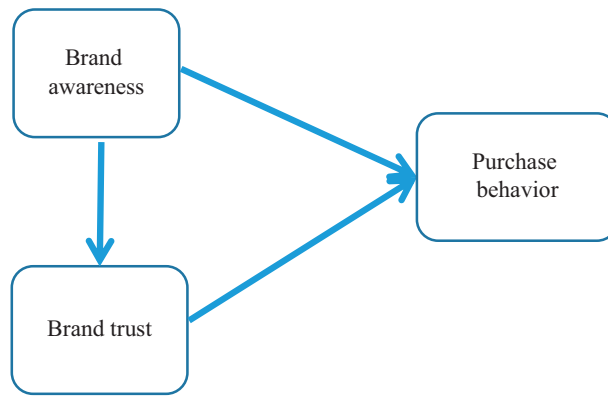 Brand
awareness
Purchase
behavior
Brand trust